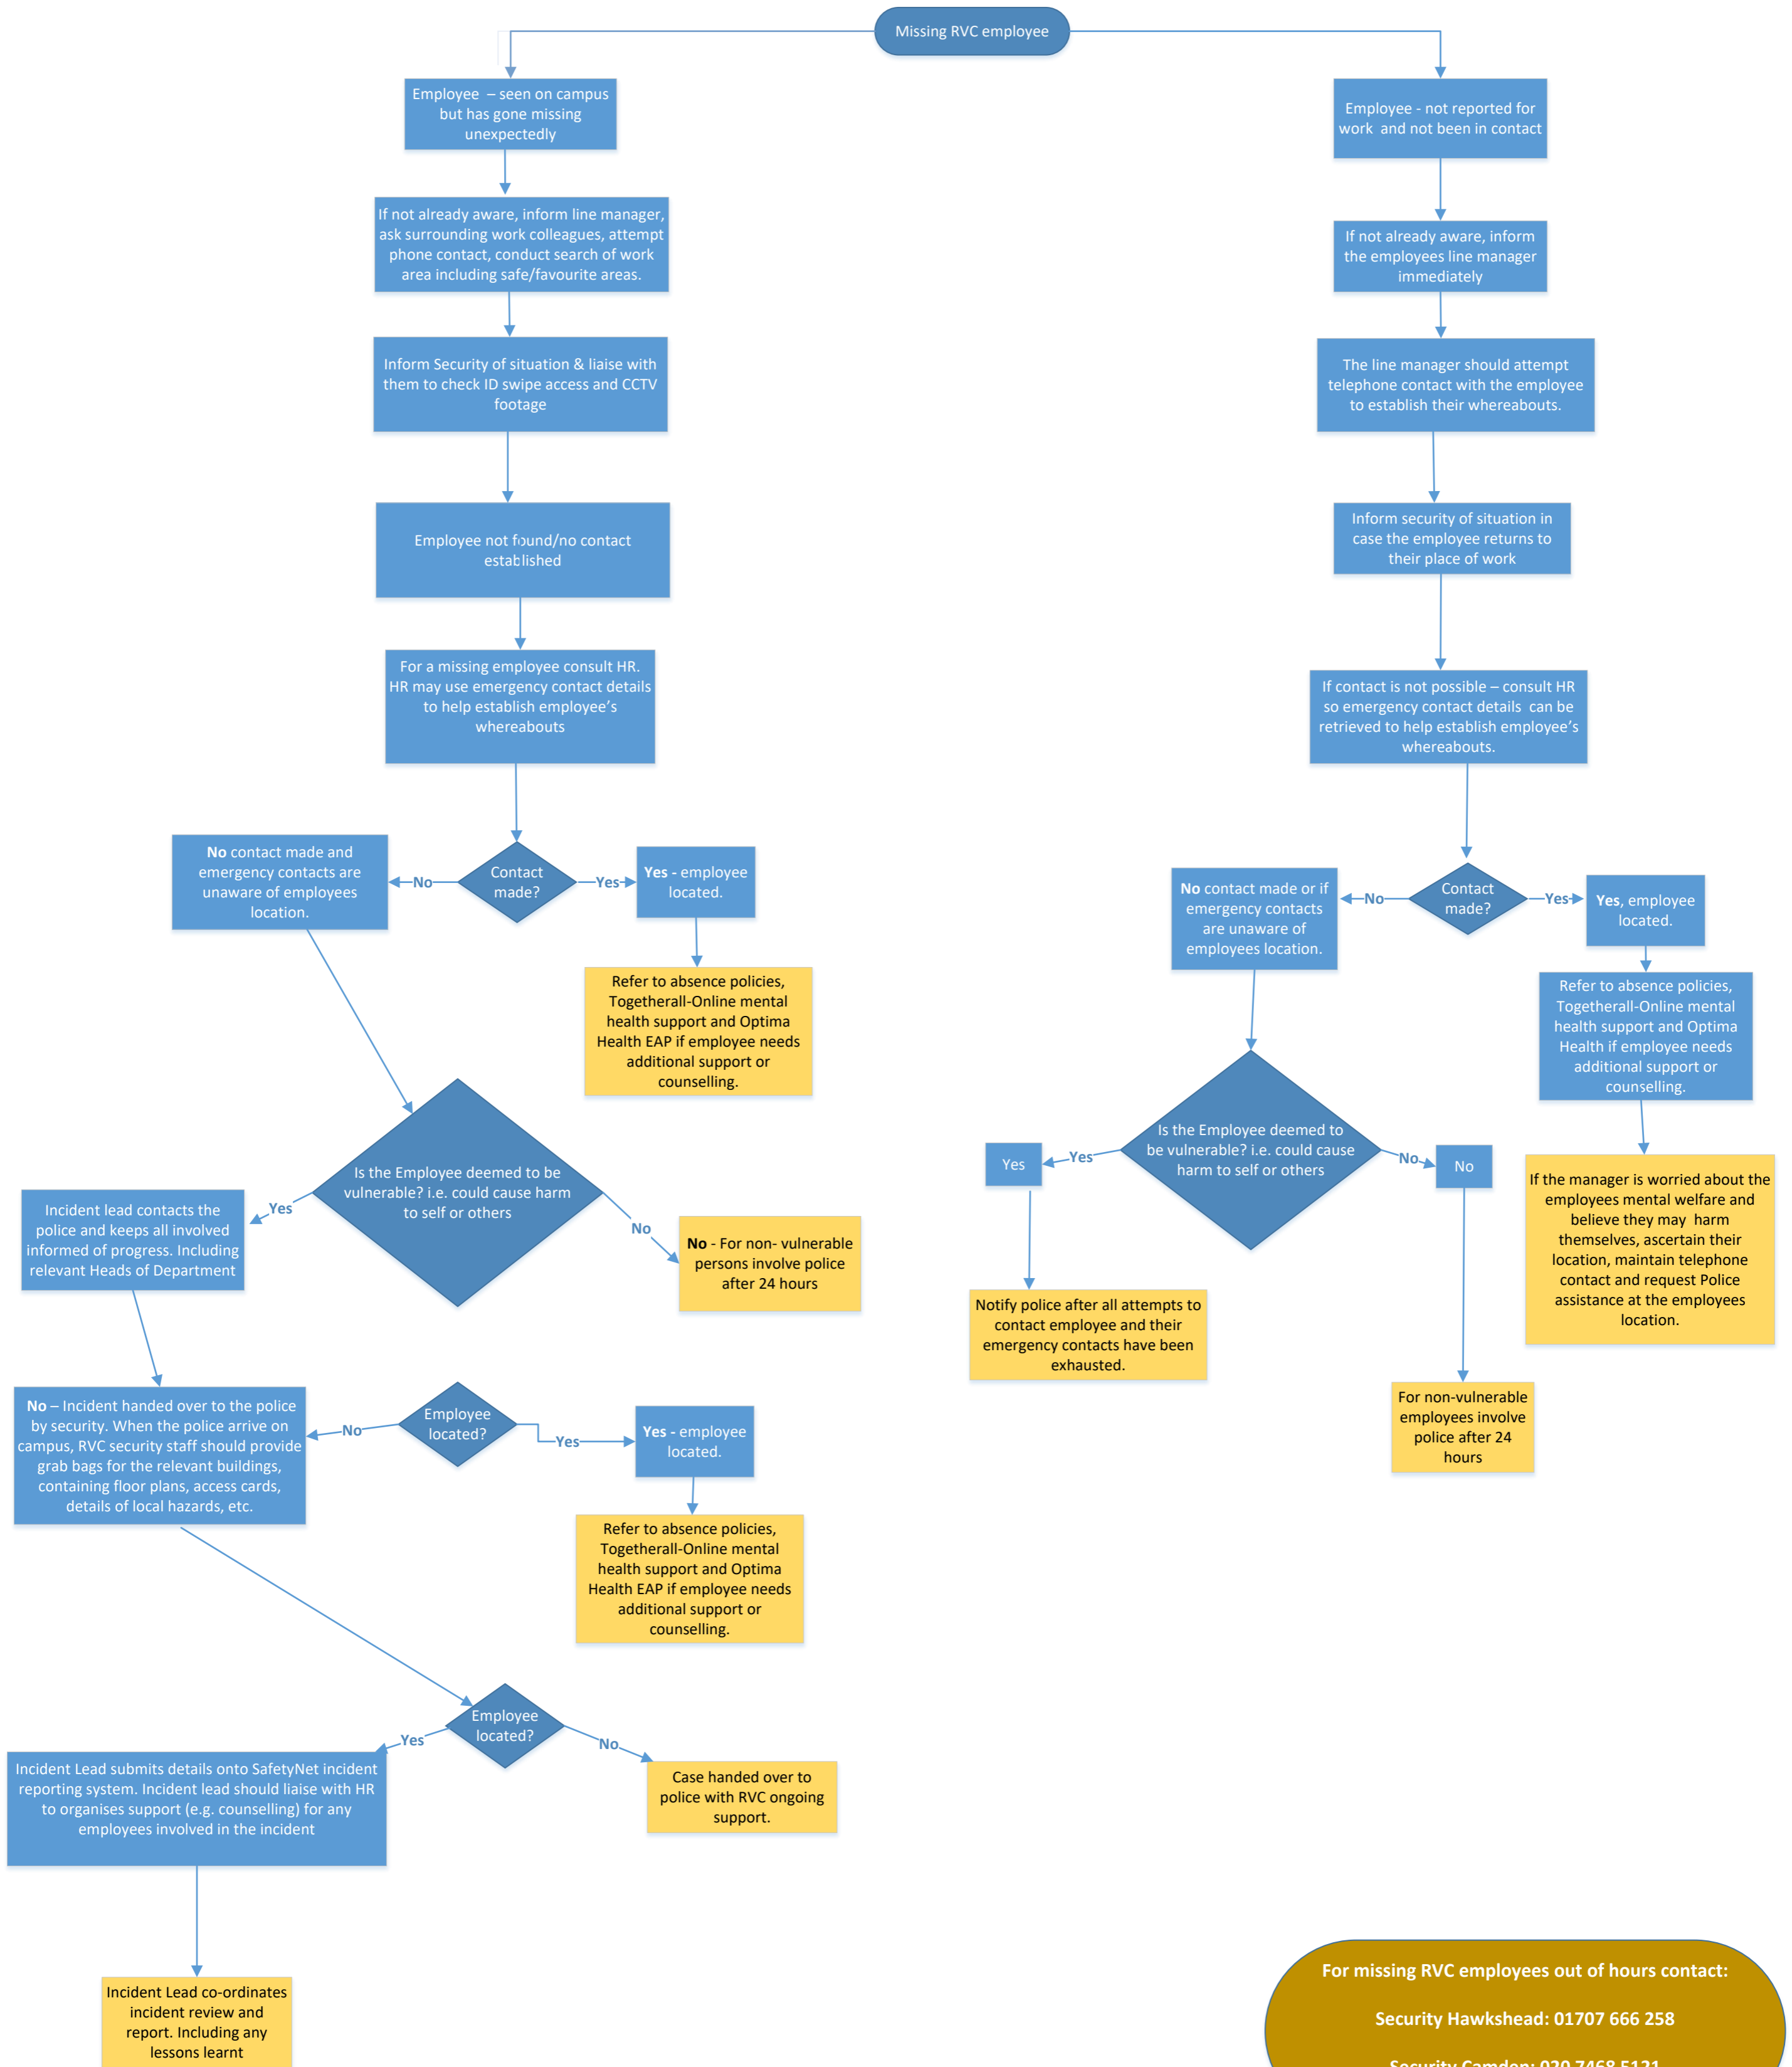 Missing RVC employee
Employee – seen on campus
but has gone missing
unexpectedly
If not already aware, inform line manager,
ask surrounding work colleagues, attempt
phone contact, conduct search of work
area including safe/favourite areas.
Inform Security of situation & liaise with
them to check ID swipe access and CCTV
footage
Employee not found/no contact
established
For a missing employee consult HR.
HR may use emergency contact details
to help establish employee's
whereabouts
Contact
made?
No
No contact made and
emergency contacts are
unaware of employees
location.
Yes
Yes - employee
located.
Refer to absence policies,
Togetherall-Online mental
health support and Optima
Health EAP if employee needs
additional support or
counselling.
Is the Employee deemed to be
vulnerable? i.e. could cause harm
to self or others
Yes
Incident lead contacts the
police and keeps all involved
informed of progress. Including
relevant Heads of Department
No
No - For non- vulnerable
persons involve police
after 24 hours
Employee
located?
No
No – Incident handed over to the police
by security. When the police arrive on
campus, RVC security staff should provide
grab bags for the relevant buildings,
containing floor plans, access cards,
details of local hazards, etc.
Yes
Yes - employee
located.
Refer to absence policies,
Togetherall-Online mental
health support and Optima
Health EAP if employee needs
additional support or
counselling.
Employee
located?
Yes
Incident Lead submits details onto SafetyNet incident
reporting system. Incident lead should liaise with HR
to organises support (e.g. counselling) for any
employees involved in the incident
No
Case handed over to
police with RVC ongoing
support.
Incident Lead co-ordinates
incident review and
report. Including any
lessons learnt
Employee - not reported for
work and not been in contact
If not already aware, inform
the employees line manager
immediately
The line manager should attempt
telephone contact with the employee
to establish their whereabouts.
Inform security of situation in
case the employee returns to
their place of work
If contact is not possible – consult HR
so emergency contact details can be
retrieved to help establish employee's
whereabouts.
Contact
made?
No
No contact made or if
emergency contacts
are unaware of
employees location.
Yes
Yes, employee
located.
Refer to absence policies,
Togetherall-Online mental
health support and Optima
Health if employee needs
additional support or
counselling.
If the manager is worried about the
employees mental welfare and
believe they may harm
themselves, ascertain their
location, maintain telephone
contact and request Police
assistance at the employees
location.
Is the Employee deemed to
be vulnerable? i.e. could cause
harm to self or others
Yes
Yes
Notify police after all attempts to
contact employee and their
emergency contacts have been
exhausted.
No
No
For non-vulnerable
employees involve
police after 24
hours
For missing RVC employees out of hours contact:
Security Hawkshead: 01707 666 258
Security Camden: 020 7468 5121